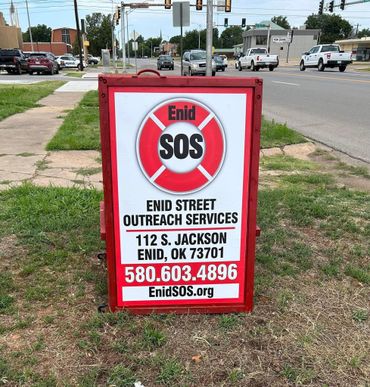 Enid
SOS
ENID STREET
OUTREACH SERVICES
112 S. JACKSON
ENID, OK 73701
580.603.4896
EnidSOS.org